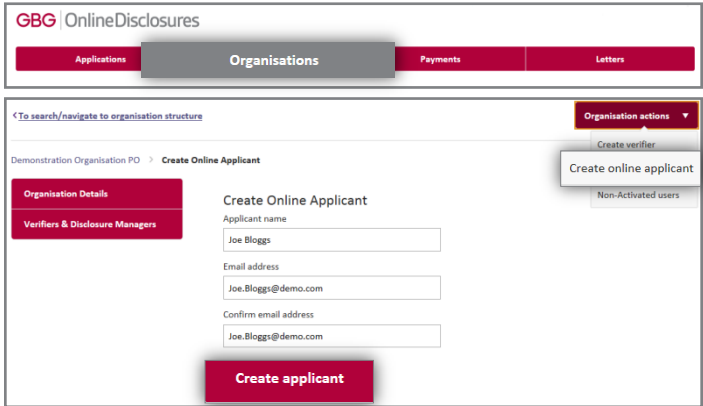 GBG OnlineDisclosures
Applications Organisations Payments Letters
<To search/navigate to organisation structure
Organisation actions
Create verifier
Create online applicant
Non-Activated users
Demonstration Organisation PO > Create Online Applicant
Organisation Details
Verifiers & Disclosure Managers
Create Online Applicant
Applicant name
Joe Bloggs
Email address
Joe.Bloggs@demo.com
Confirm email address
Joe.Bloggs@demo.com
Create applicant